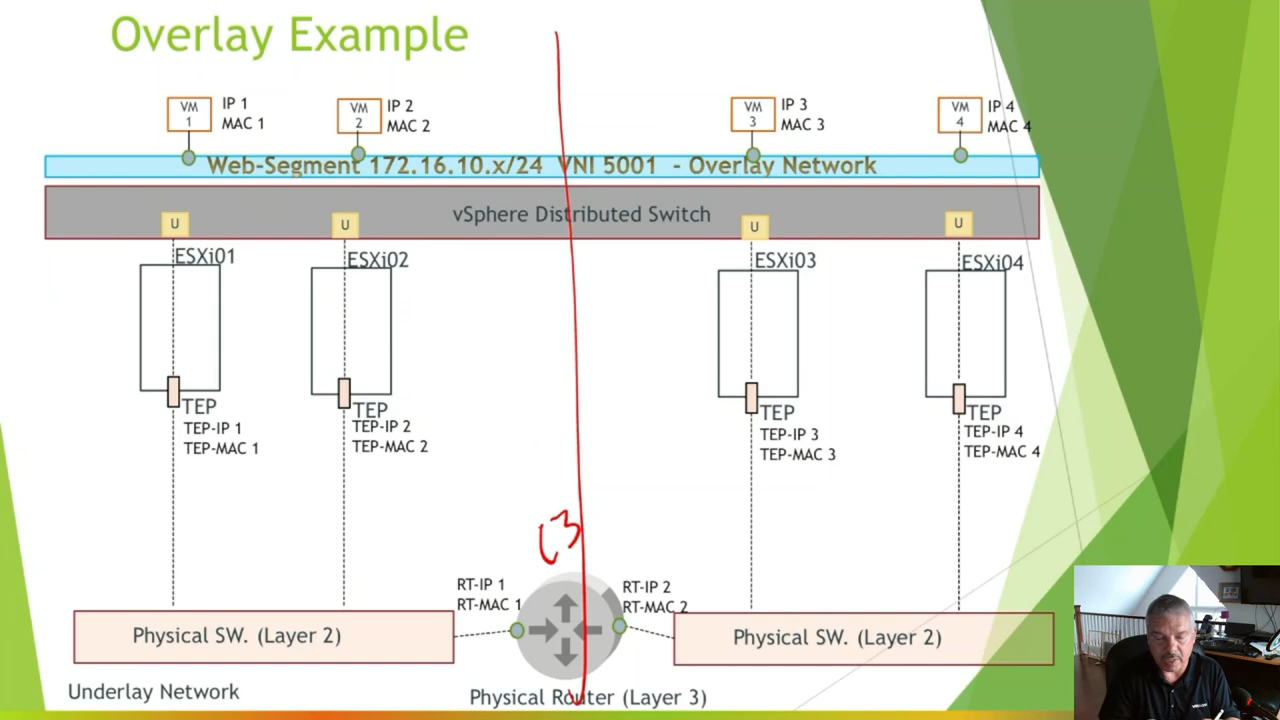 Overlay Example
VM
1
IP 1
MAC 1
VM
2
IP 2
MAC 2
VM
3
IP 3
MAC 3
VM
4
IP 4
MAC 4
Web-Segment 172.16.10.x/24 VNI 5001 - Overlay Network
vSphere Distributed Switch
U
U
U
U
ESXi01
ESXi02
ESXi03
ESXi04
TEP
TEP-IP 1
TEP-MAC 1
TEP
TEP-IP 2
TEP-MAC 2
TEP
TEP-IP 3
TEP-MAC 3
TEP
TEP-IP 4
TEP-MAC 4
L3
RT-IP 1
RT-MAC 1
RT-IP 2
RT-MAC 2
Physical SW. (Layer 2)
Physical SW. (Layer 2)
Underlay Network
Physical Router (Layer 3)